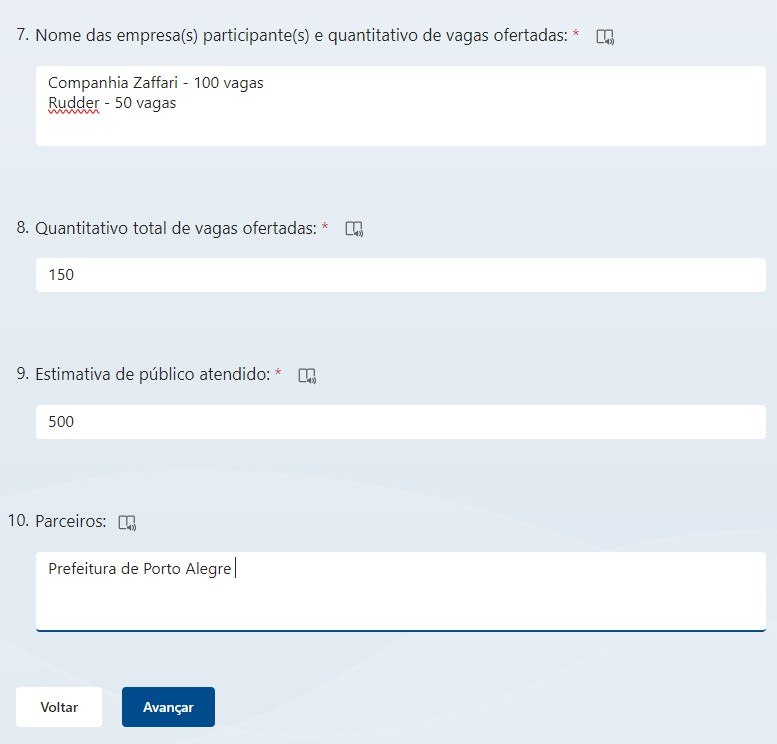 7. Nome das empresa(s) participante(s) e quantitativo de vagas ofertadas: *
Companhia Zaffari - 100 vagas
Rudder - 50 vagas
8. Quantitativo total de vagas ofertadas: *
150
9. Estimativa de público atendido: *
500
10. Parceiros:
Prefeitura de Porto Alegre
Voltar
Avançar